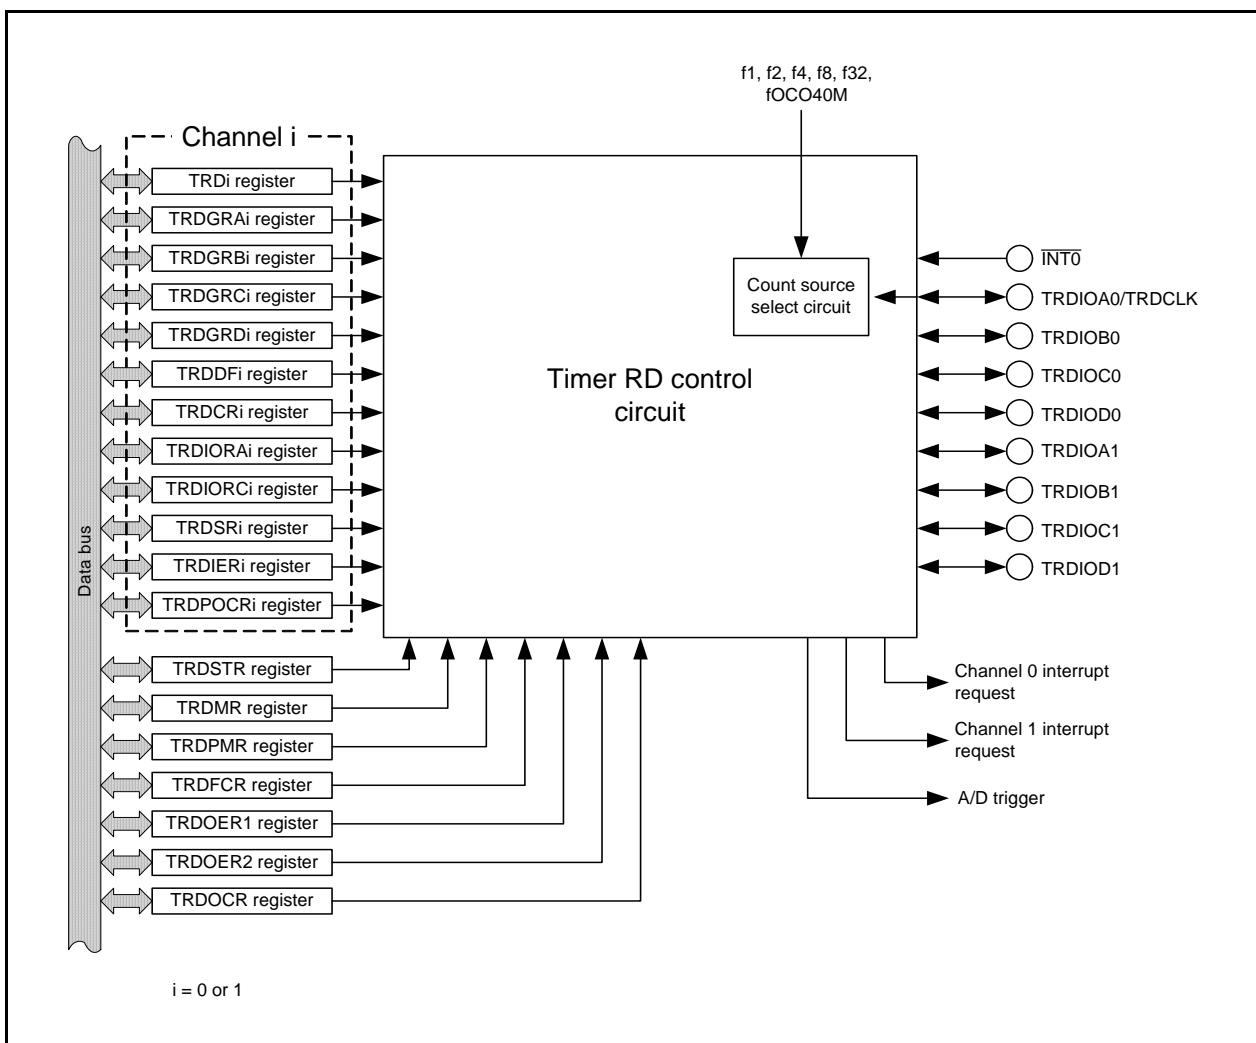 f1, f2, f4, f8, f32,
fOCO40M
Channel i
TRDi register
TRDGRAi register
TRDGRBi register
TRDGRCi register
TRDGRDi register
TRDDFi register
TRDCRi register
TRDIORAi register
TRDIORCi register
TRDSRi register
TRDIERi register
TRDPOCRi register
Data bus
TRDSTR register
TRDMR register
TRDPMR register
TRDFCR register
TRDOER1 register
TRDOER2 register
TRDOCR register
Timer RD control
circuit
Count source
select circuit
INT0
TRDIOA0/TRDCLK
TRDIOB0
TRDIOC0
TRDIOD0
TRDIOA1
TRDIOB1
TRDIOC1
TRDIOD1
Channel 0 interrupt
request
Channel 1 interrupt
request
A/D trigger
i = 0 or 1